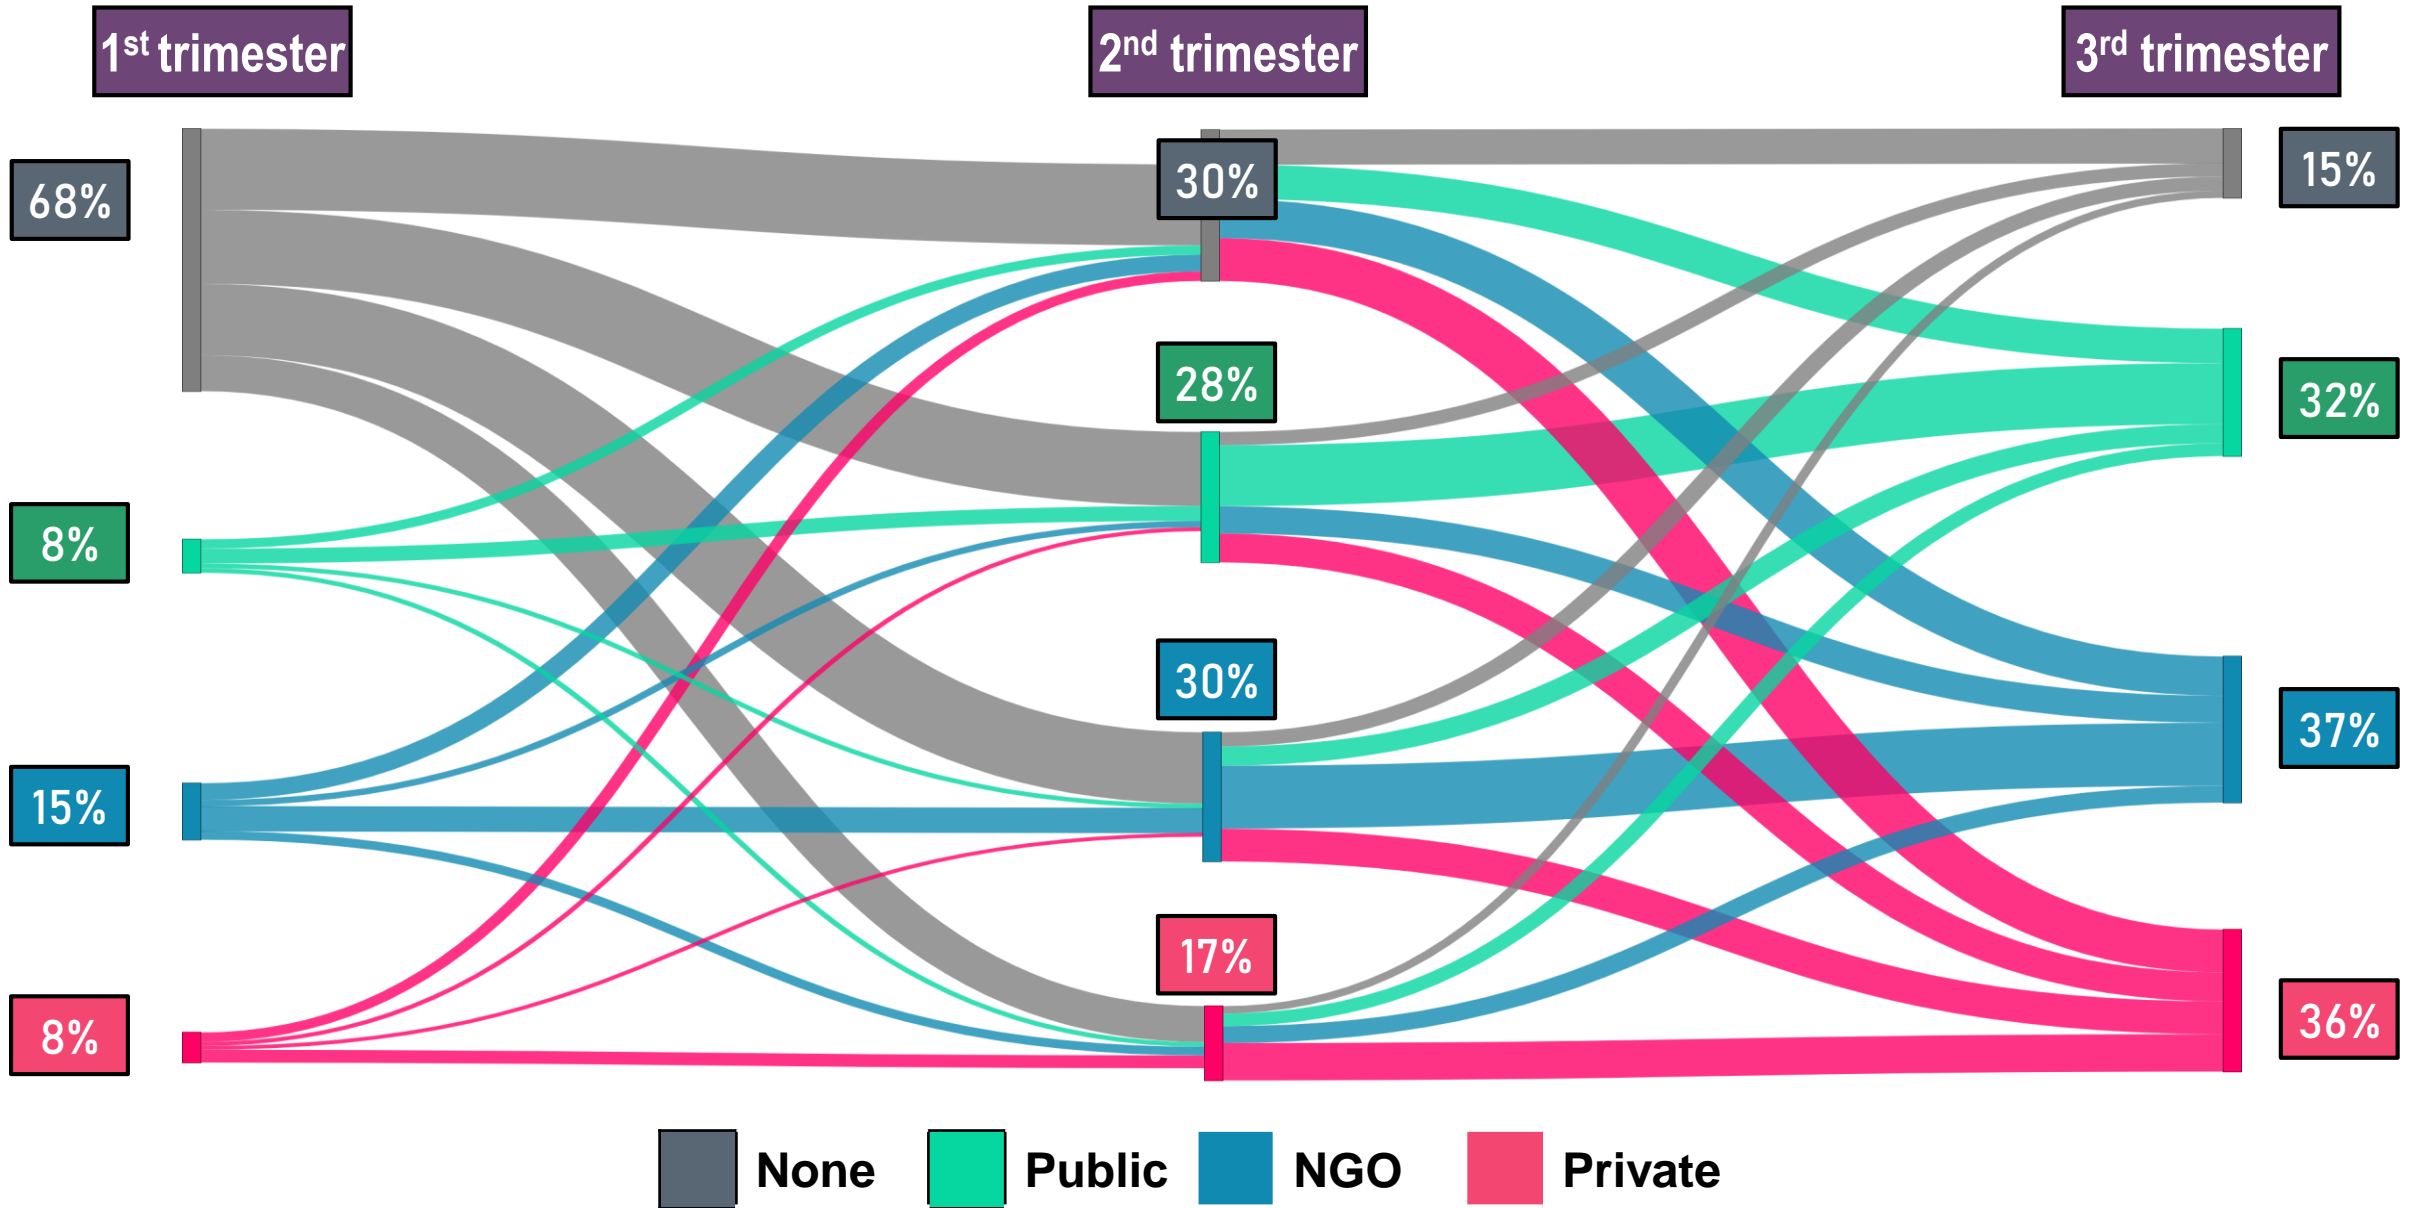 1st trimester
2nd trimester
3rd trimester
68%
30%
15%
8%
28%
32%
15%
30%
37%
8%
17%
36%
None
Public
NGO
Private